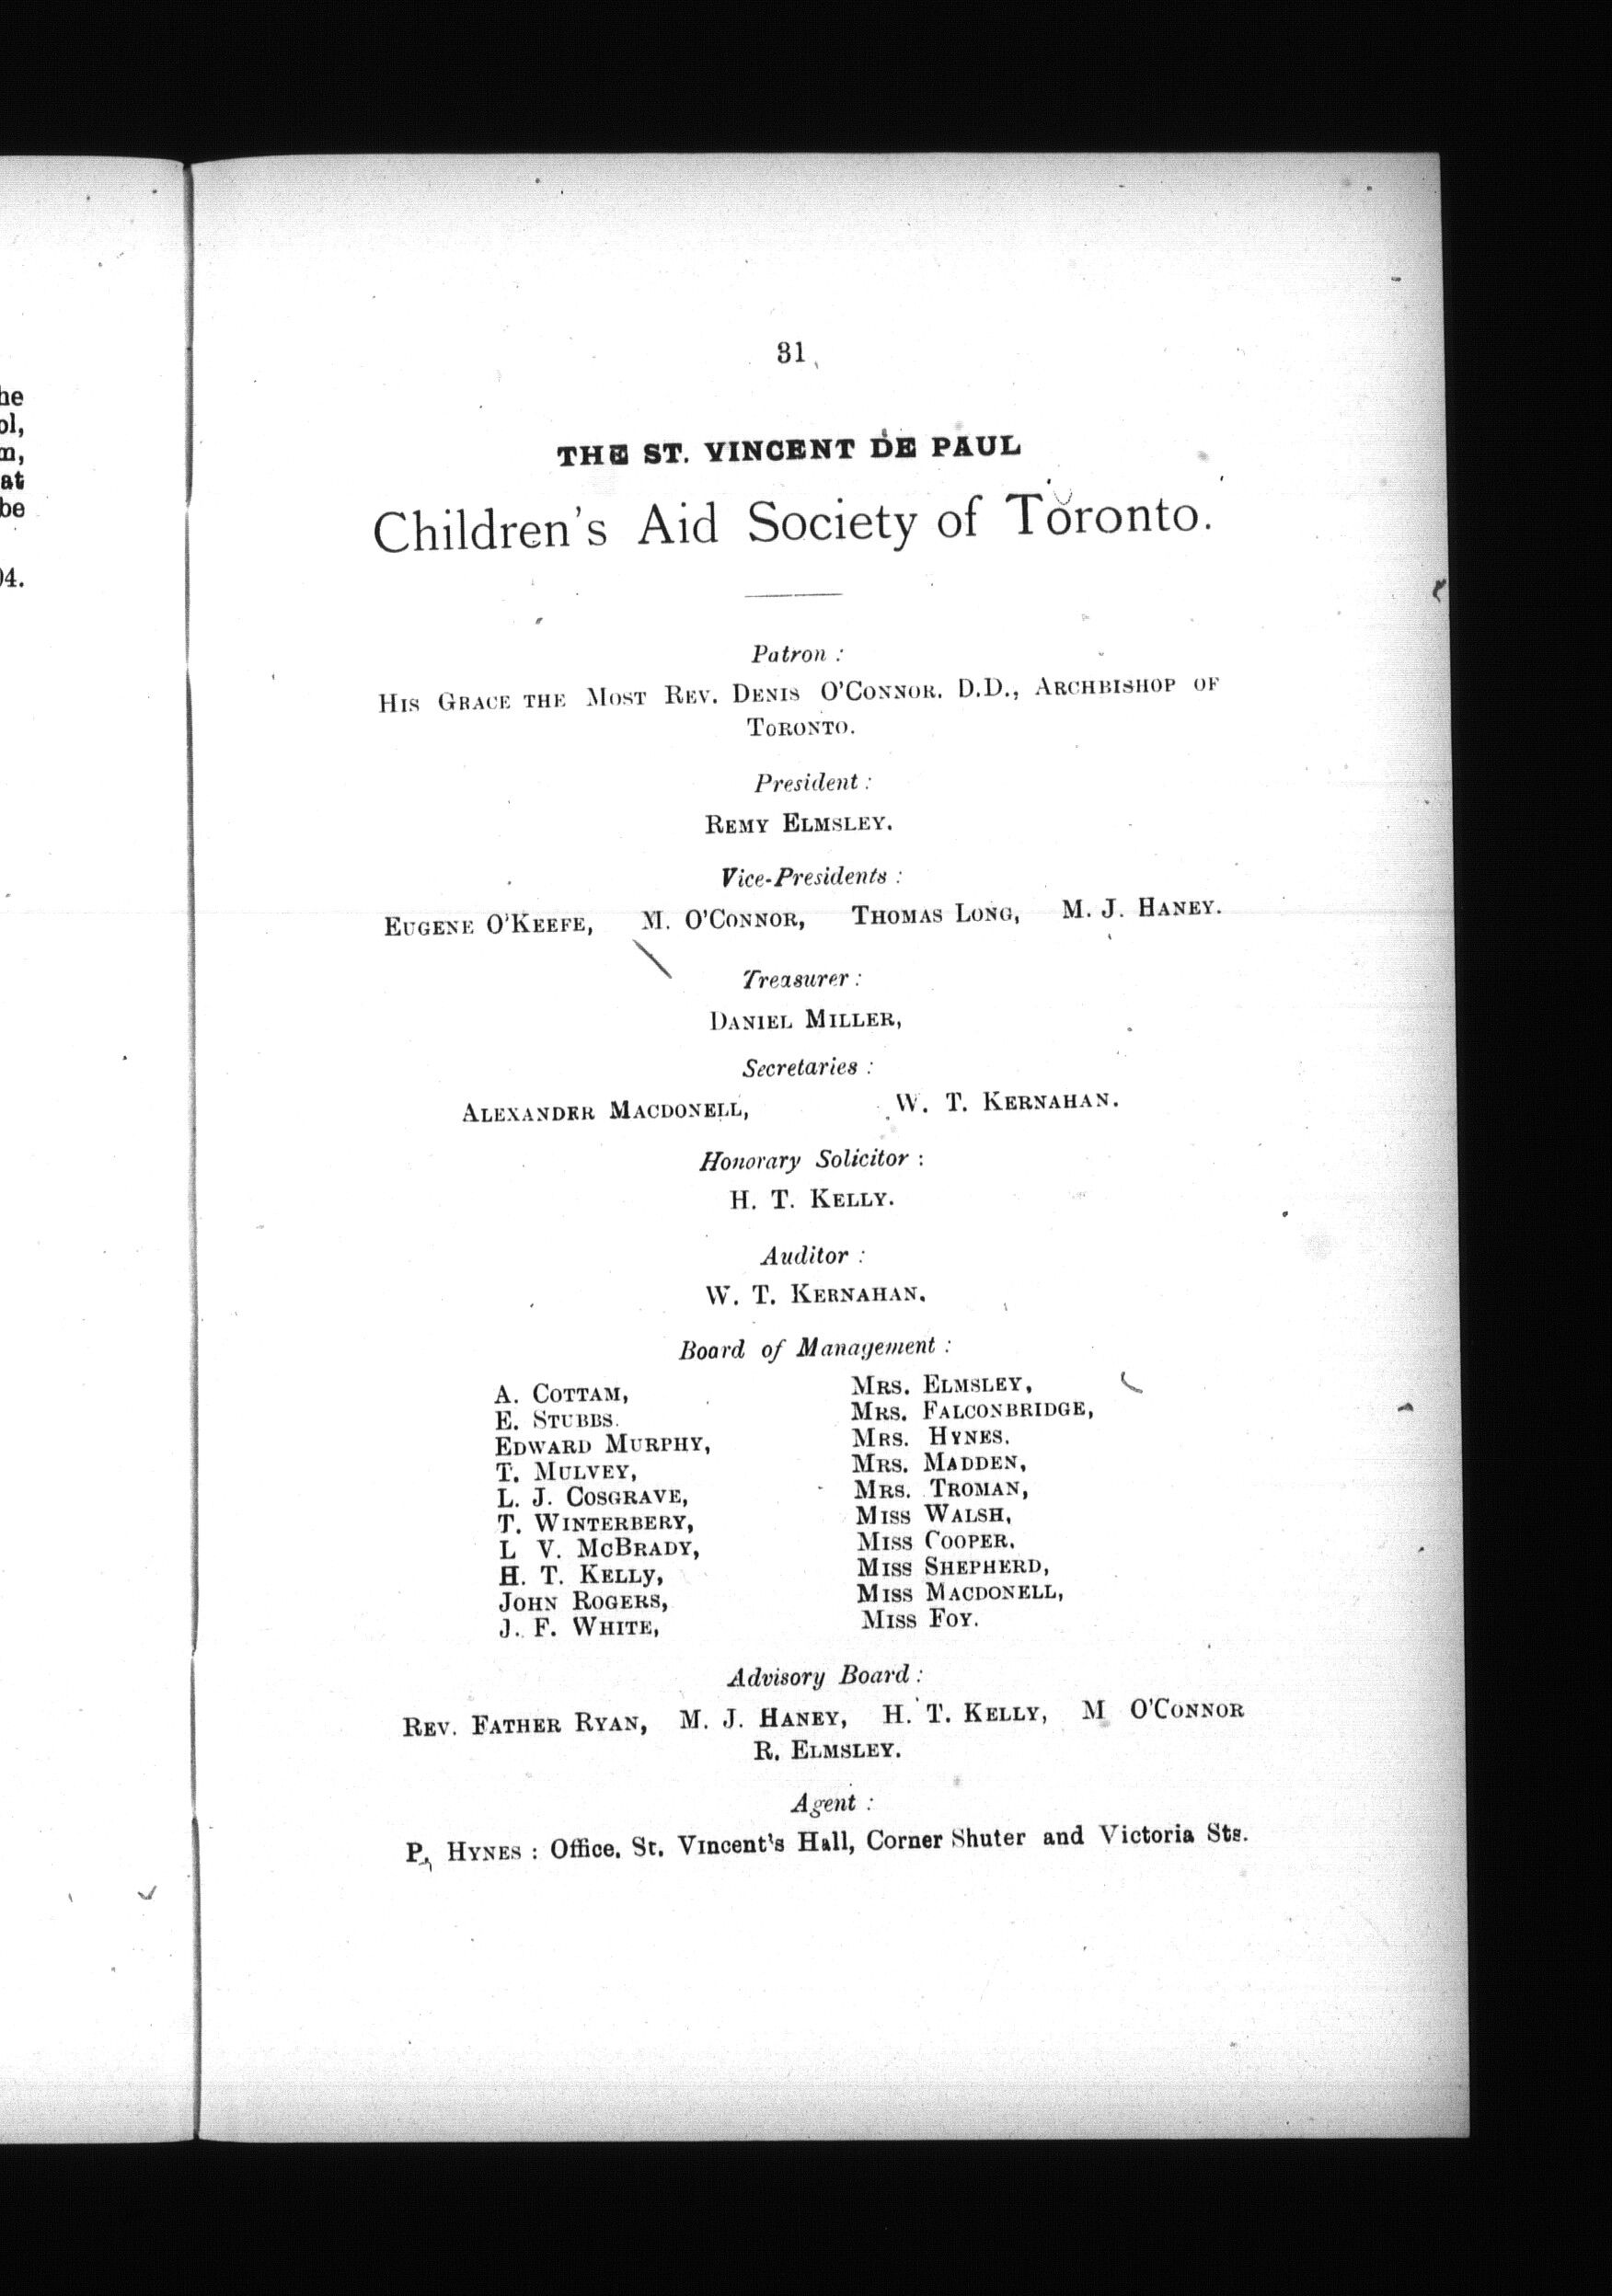 he
ol,
m,
at
be
04.
31
THE ST. VINCENT DE PAUL
Children's Aid Society of Toronto.
Patron :
HIS GRACE THE MOST REV. DENIS O'CONNOR. D.D., ARCHBISHOP OF
TORONTO.
President :
REMY ELMSLEY.
Vice-Presidents :
EUGENE O'KEEFE, M. O'CONNOR, THOMAS LONG, M. J. HANEY.
Treasurer :
DANIEL MILLER,
Secretaries :
ALEXANDER MACDONELL, W. T. KERNAHAN.
Honorary Solicitor :
H. T. KELLY.
Auditor :
W. T. KERNAHAN.
Board of Management :
A. COTTAM,
E. STUBBS.
EDWARD MURPHY,
T. MULVEY,
L. J. COSGRAVE,
T. WINTERBERY,
L V. MCBRADY,
H. T. KELLY,
JOHN ROGERS,
J. F. WHITE,
MRS. ELMSLEY,
MRS. FALCONBRIDGE,
MRS. HYNES.
MRS. MADDEN,
MRS. TROMAN,
MISS WALSH,
MISS COOPER.
MISS SHEPHERD,
MISS MACDONELL,
MISS FOY.
Advisory Board :
REV. FATHER RYAN, M. J. HANEY, H. T. KELLY, M O'CONNOR
R. ELMSLEY.
Agent :
P. HYNES : Office. St. Vincent's Hall, Corner Shuter and Victoria Sts.